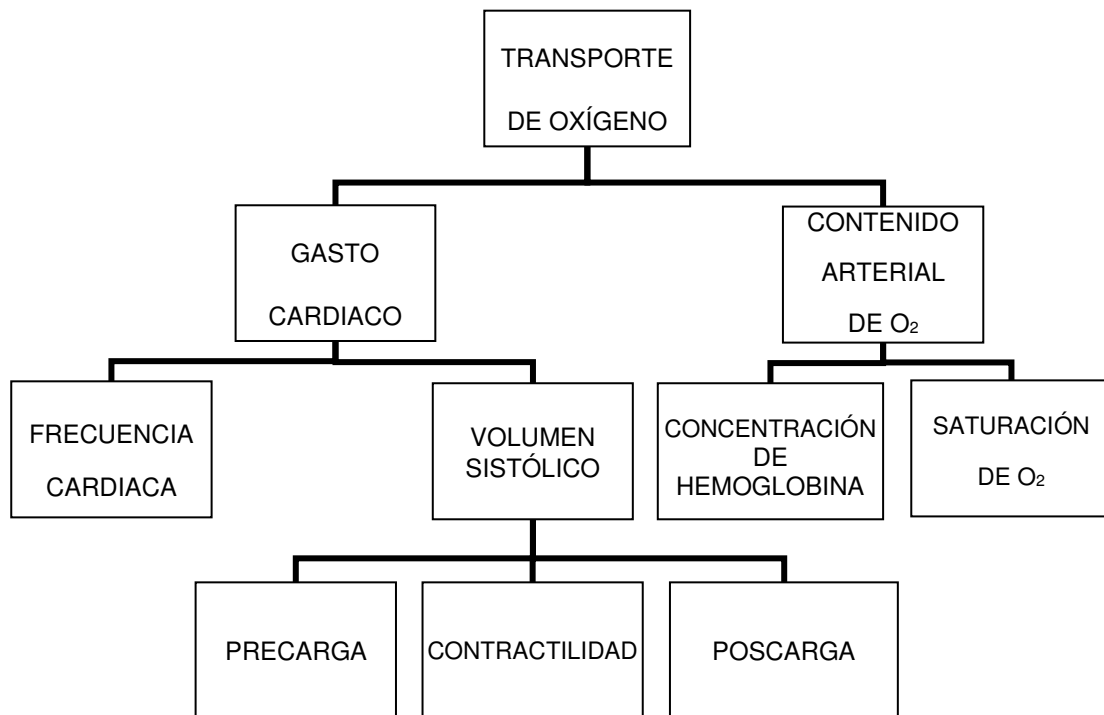 TRANSPORTE
DE OXÍGENO
GASTO
CARDIACO
CONTENIDO
ARTERIAL
DE O₂
FRECUENCIA
CARDIACA
VOLUMEN
SISTÓLICO
CONCENTRACIÓN
DE
HEMOGLOBINA
SATURACIÓN
DE O₂
PRECARGA
CONTRACTILIDAD
POSCARGA